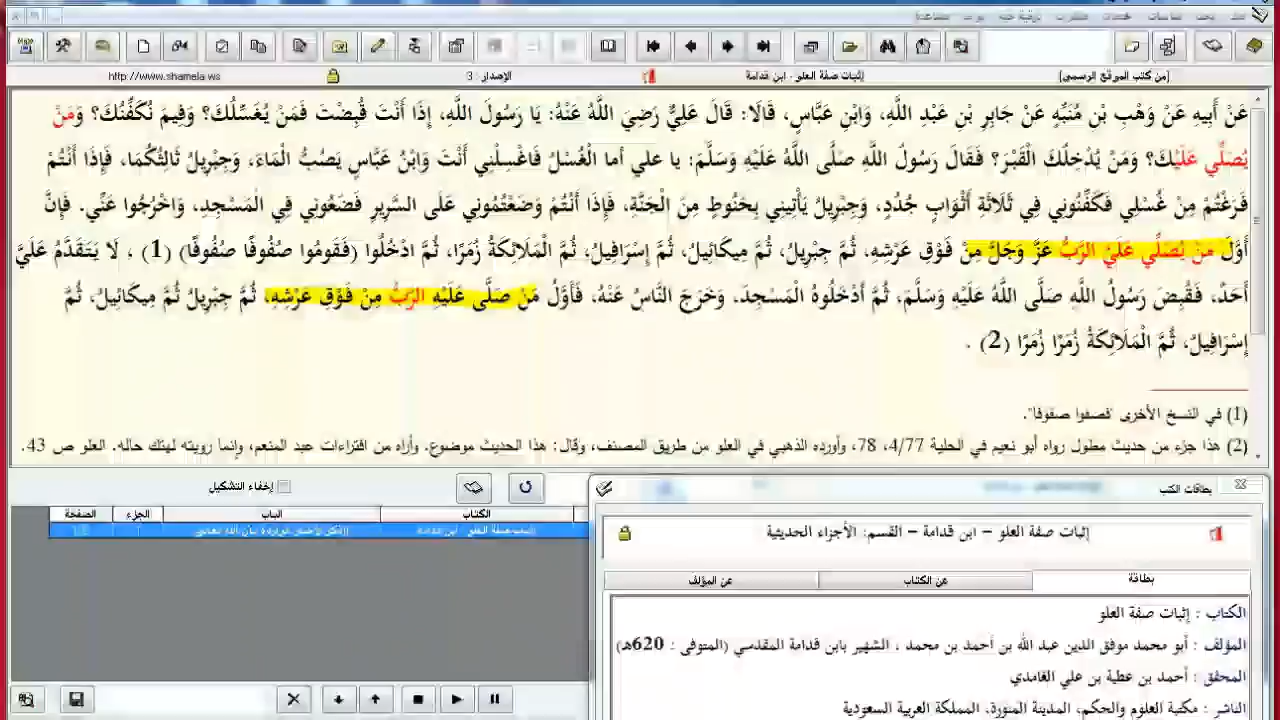 http://www.shamela.ws
الإصدار: 3
إثبات صفة العلو - ابن قدامة
[من كتب الموقع الرسمي]
عَنْ أَبِيهِ عَنْ وَهْبِ بْنِ مُنَبِّهٍ عَنْ جَابِرِ بْنِ عَبْدِ اللَّهِ، وَابْنِ عَبَّاسٍ، قَالَا: قَالَ عَلِيٌّ رَضِيَ اللَّهُ عَنْهُ: يَا رَسُولَ اللَّهِ، إِذَا أَنْتَ قُبِضْتَ فَمَنْ يُغَسِّلُكَ؟ وَفِيمَ نُكَفِّنُكَ؟ وَمَنْ
يُصَلِّي عَلَيْكَ؟ وَمَنْ يُدْخِلُكَ الْقَبْرَ؟ فَقَالَ رَسُولُ اللَّهِ صَلَّى اللَّهُ عَلَيْهِ وَسَلَّمَ: يا علي أما الْغُسْلُ فَاغْسِلْنِي أَنْتَ وَابْنُ عَبَّاسٍ يَصُبُّ الْمَاءَ، وَجِبْرِيلُ ثَالِثُكُمَا، فَإِذَا أَنْتُمْ
فَرَغْتُمْ مِنْ غُسْلِي فَكَفِّنُونِي فِي ثَلَاثَةِ أَثْوَابٍ جُدُدٍ، وَجِبْرِيلُ يَأْتِينِي بِحَنُوطٍ مِنَ الْجَنَّةِ، فَإِذَا أَنْتُمْ وَضَعْتُمُونِي عَلَى السَّرِيرِ فَضَعُونِي فِي الْمَسْجِدِ، وَاخْرُجُوا عَنِّي. فَإِنَّ
أَوَّلَ مَنْ يُصَلِّي عَلَيَّ الرَّبُّ عَزَّ وَجَلَّ مِنْ فَوْقِ عَرْشِهِ، ثُمَّ جِبْرِيلُ، ثُمَّ مِيكَائِيلُ، ثُمَّ إِسْرَافِيلُ، ثُمَّ الْمَلَائِكَةُ زُمَرًا، ثُمَّ ادْخُلُوا (فَقُومُوا صُفُوفًا صُفُوفًا) (1) ، لَا يَتَقَدَّمُ عَلَيَّ
أَحَدٌ، فَقُبِضَ رَسُولُ اللَّهِ صَلَّى اللَّهُ عَلَيْهِ وَسَلَّمَ، ثُمَّ أَدْخَلُوهُ الْمَسْجِدَ، وَخَرَجَ النَّاسُ عَنْهُ، فَأَوَّلُ مَنْ صَلَّى عَلَيْهِ الرَّبُّ مِنْ فَوْقِ عَرْشِهِ، ثُمَّ جِبْرِيلُ ثُمَّ مِيكَائِيلُ، ثُمَّ
إِسْرَافِيلُ، ثُمَّ الْمَلَائِكَةُ زُمَرًا زُمَرًا (2) .
(1) في النسخ الأخرى "فصفوا صفوفا".
(2) هذا جزء من حديث مطول رواه أبو نعيم في الحلية 4/77، 78، وأورده الذهبي في العلو من طريق المصنف، وقال: هذا الحديث موضوع. وأراه من افتراءات عبد المنعم، وإنما رويته لهتك حاله. العلو ص 43.
إخفاء التشكيل
بطاقات الكتب
الكتاب
الباب
الجزء
الصفحة
إثبات صفة العلو – ابن قدامة – القسم: الأجزاء الحديثية
بطاقة
عن الكتاب
عن المؤلف
الكتاب : إثبات صفة العلو
المؤلف : أبو محمد موفق الدين عبد الله بن أحمد بن محمد ، الشهير بابن قدامة المقدسي (المتوفى : 620هـ)
المحقق : أحمد بن عطية بن علي الغامدي
الناشر : مكتبة العلوم والحكم، المدينة المنورة، المملكة العربية السعودية